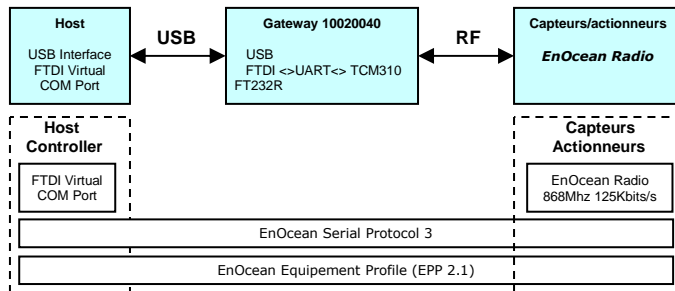 Host
USB Interface
FTDI Virtual
COM Port
USB
Gateway 10020040
USB
FTDI <>UART<> TCM310
FT232R
RF
Capteurs/actionneurs
EnOcean Radio
Host
Controller
FTDI Virtual
COM Port
Capteurs
Actionneurs
EnOcean Radio
868Mhz 125Kbits/s
EnOcean Serial Protocol 3
EnOcean Equipement Profile (EPP 2.1)